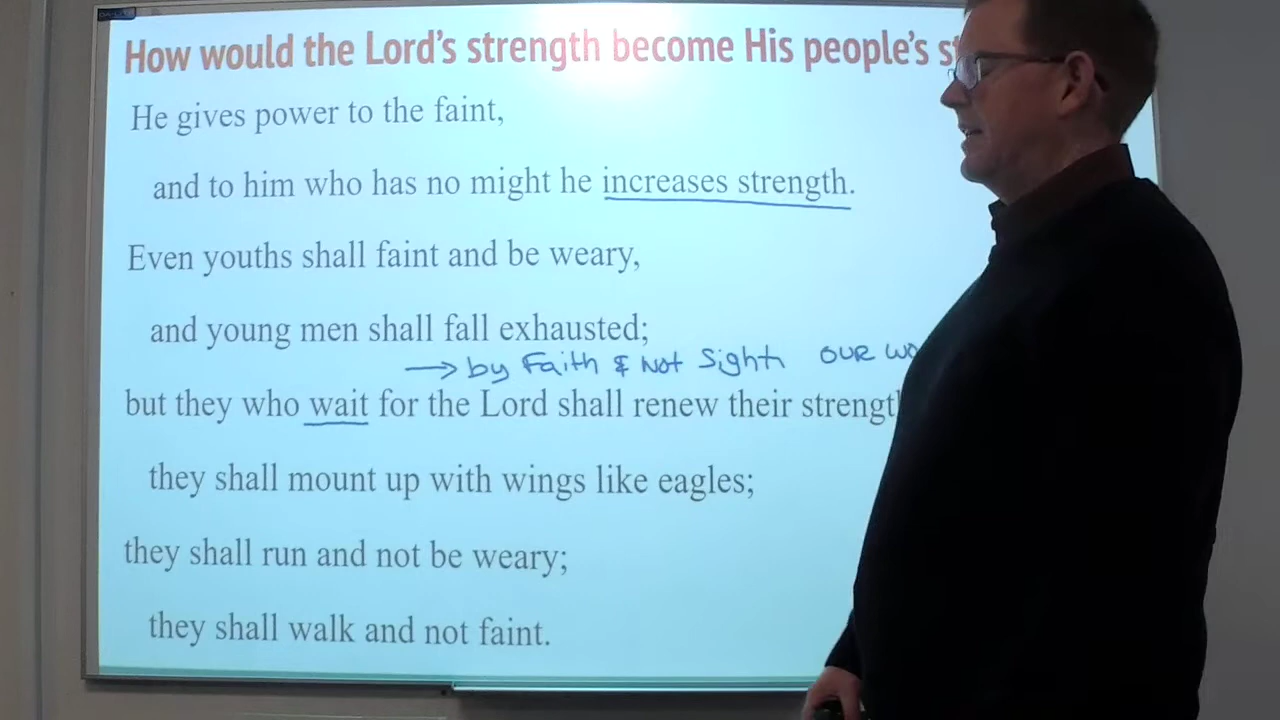 How would the Lord's strength become His people's
He gives power to the faint,
and to him who has no might he increases strength.
Even youths shall faint and be weary,
and young men shall fall exhausted;
→ by Faith & Not Sight OUR
but they who wait for the Lord shall renew their
they shall mount up with wings like eagles;
they shall run and not be weary;
they shall walk and not faint.